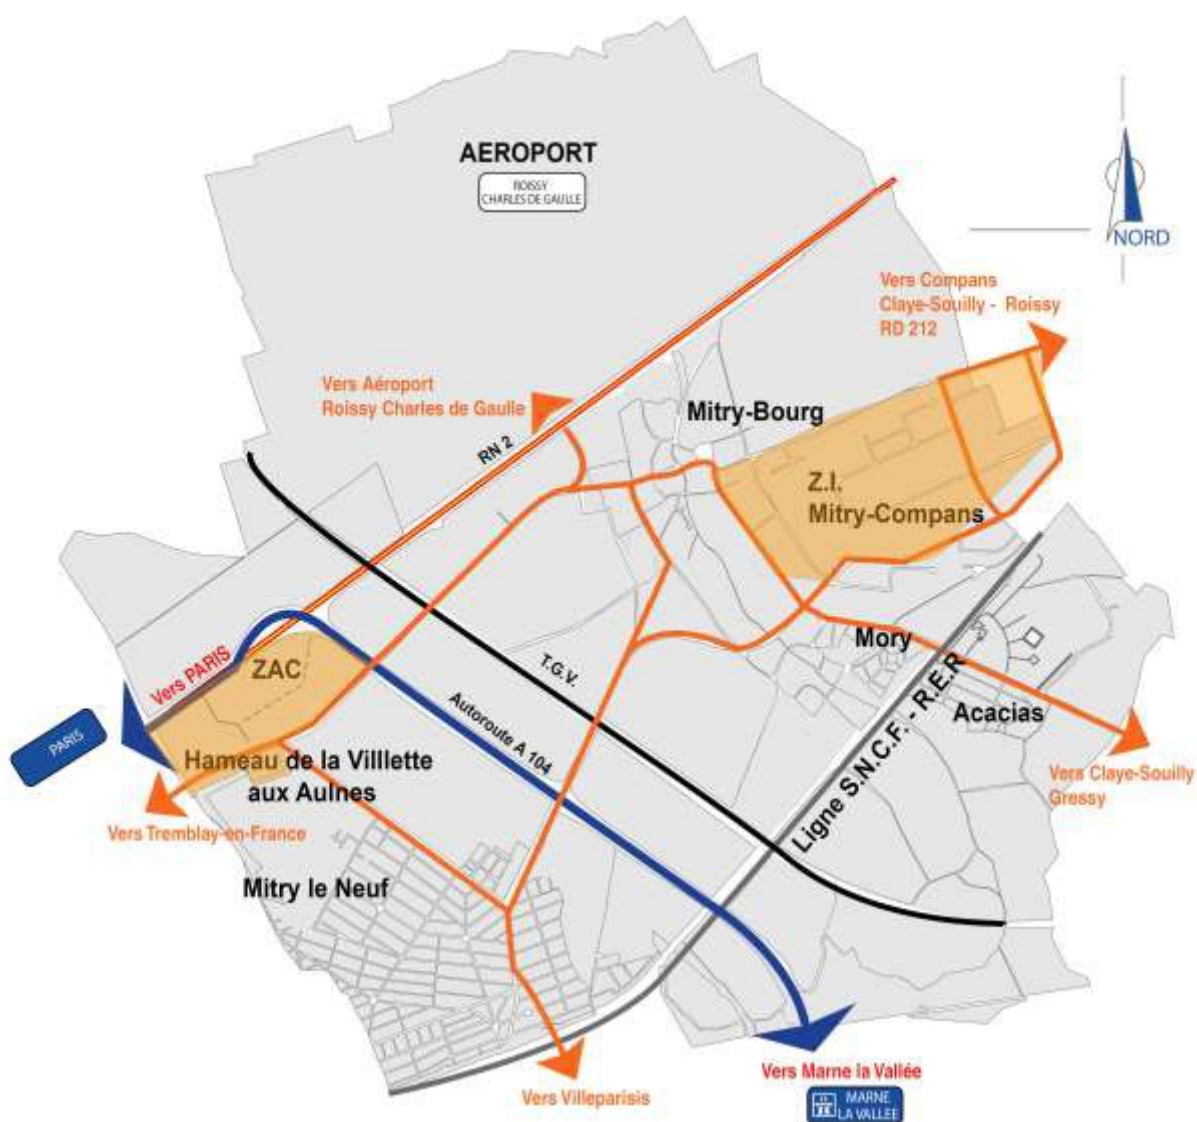 AEROPORT
ROISSY
CHARLES DE GAULLE
NORD
Vers Compans
Claye-Souilly - Roissy
RD 212
Vers Aéroport
Roissy Charles de Gaulle
Mitry-Bourg
RN 2
Z.I.
Mitry-Compans
Vers PARIS
ZAC
T.G.V.
Mory
Acacias
Autoroute A 104
PARIS
Hameau de la Villlette
aux Aulnes
Ligne S.N.C.F. - R.E.R
Vers Claye-Souilly
Gressy
Vers Tremblay-en-France
Mitry le Neuf
Vers Marne la Vallée
Vers Villeparisis
MARNE
LA VALLEE